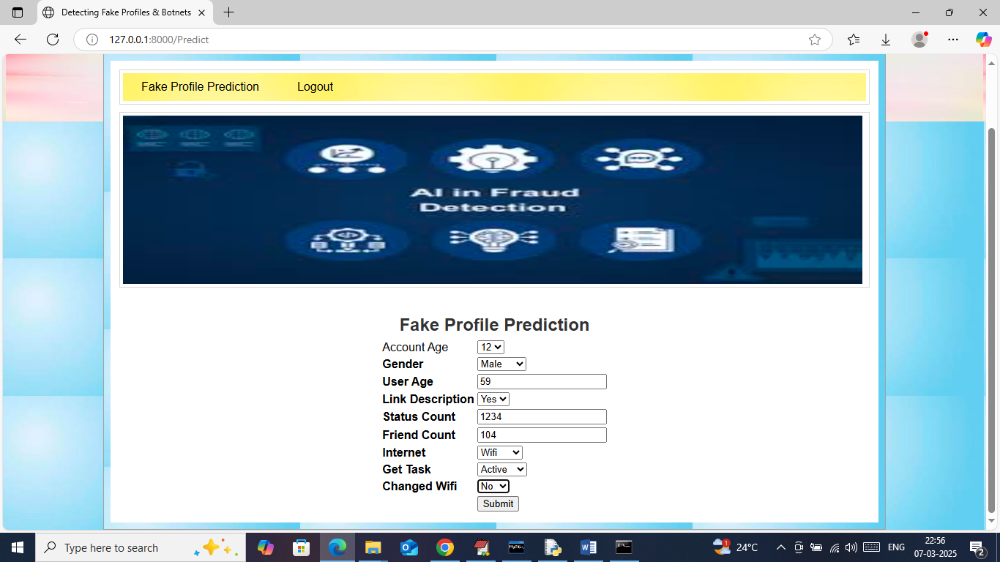 Detecting Fake Profiles & Botnets
127.0.0.1:8000/Predict
Fake Profile Prediction Logout
AI in Fraud
Detection
Fake Profile Prediction
Account Age 12
Gender Male
User Age 59
Link Description Yes
Status Count 1234
Friend Count 104
Internet Wifi
Get Task Active
Changed Wifi No
Submit
Type here to search
1
24°C
ENG
22:56
07-03-2025
2